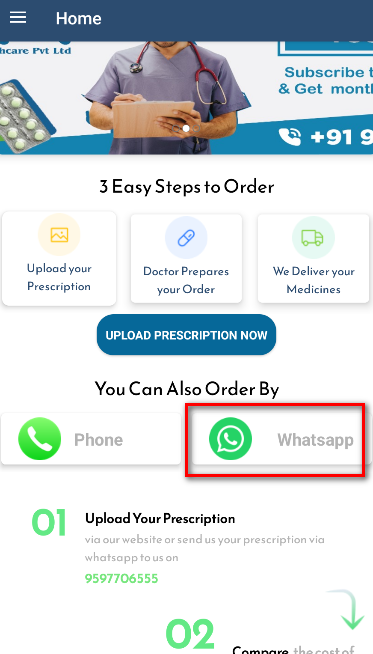 Home
hcare Pvt Ltd
Subscribe t
& Get month
+91 9
3 Easy Steps to Order
Upload your
Prescription
Doctor Prepares
your Order
We Deliver your
Medicines
UPLOAD PRESCRIPTION NOW
You Can Also Order By
Phone
Whatsapp
01
Upload Your Prescription
via our website or send us your prescription via
whatsapp to us on
9597706555
02
Compare the cost of